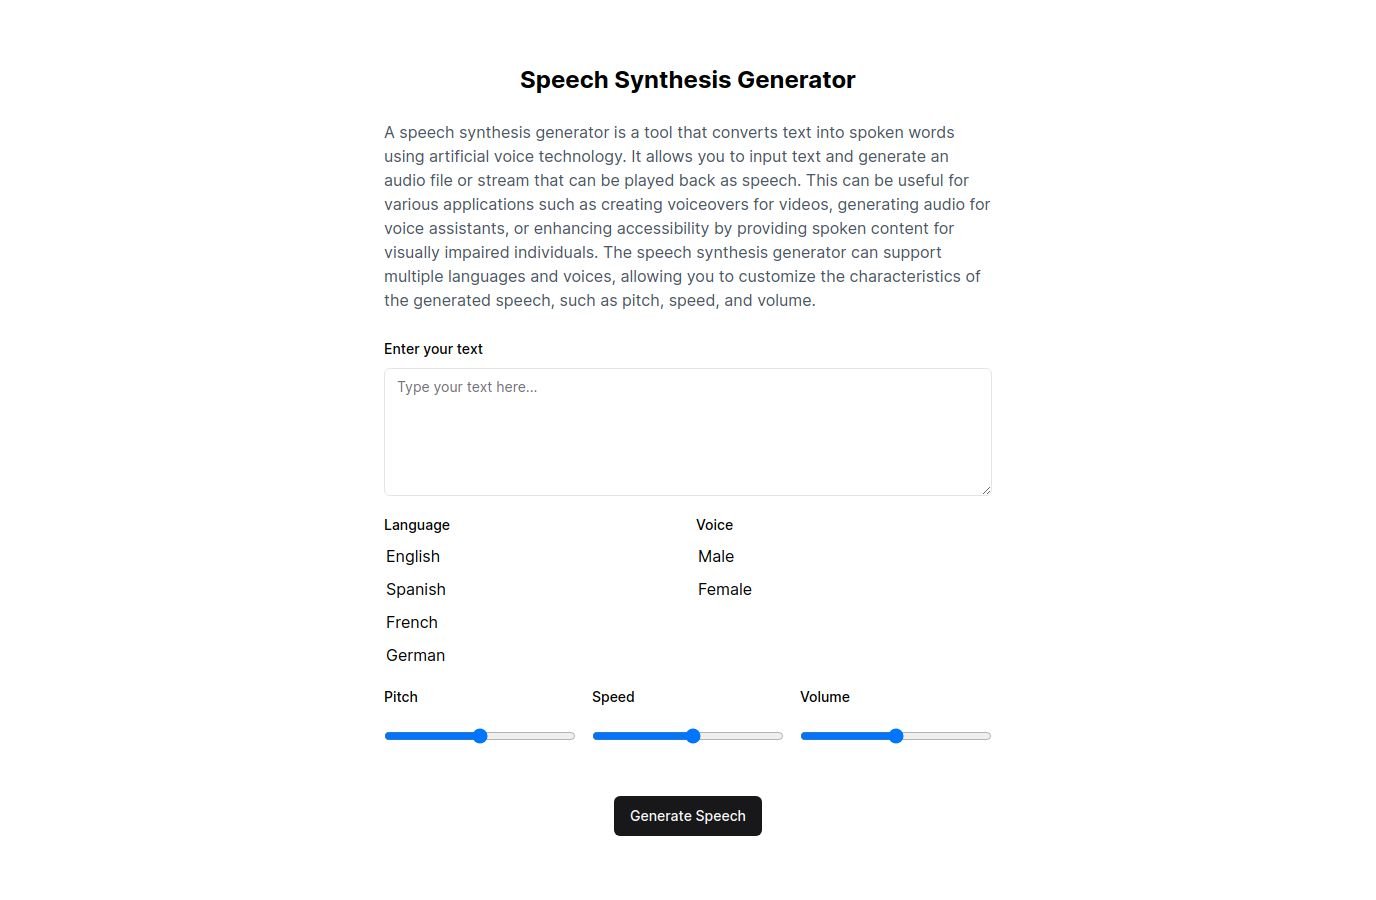 Speech Synthesis Generator
A speech synthesis generator is a tool that converts text into spoken words
using artificial voice technology. It allows you to input text and generate an
audio file or stream that can be played back as speech. This can be useful for
various applications such as creating voiceovers for videos, generating audio for
voice assistants, or enhancing accessibility by providing spoken content for
visually impaired individuals. The speech synthesis generator can support
multiple languages and voices, allowing you to customize the characteristics of
the generated speech, such as pitch, speed, and volume.
Enter your text
Type your text here...
Language
English
Spanish
French
German
Voice
Male
Female
Pitch
Speed
Volume
Generate Speech